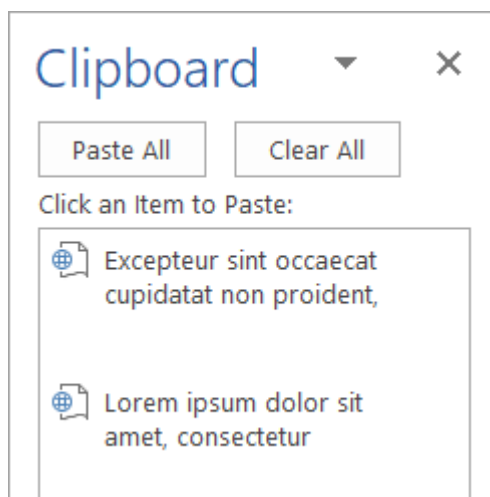 Clipboard
Paste All
Clear All
Click an Item to Paste:
Excepteur sint occaecat
cupidatat non proident,
Lorem ipsum dolor sit
amet, consectetur